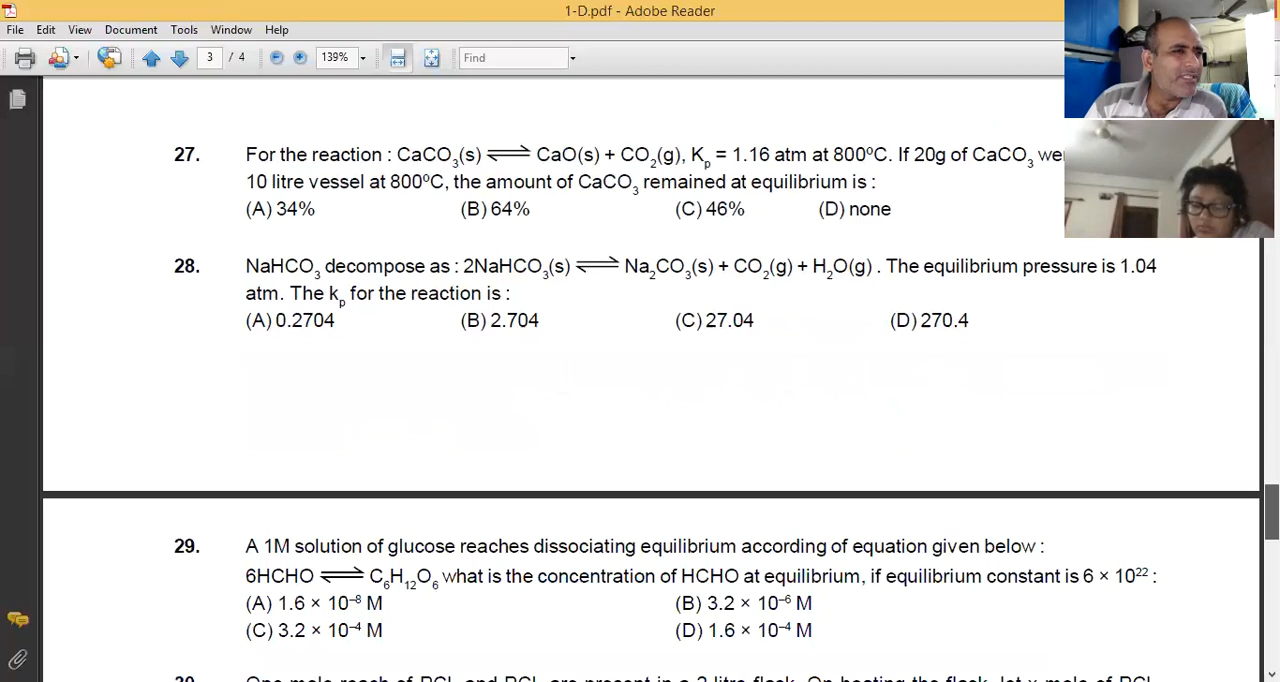 1-D.pdf - Adobe Reader
File Edit View Document Tools Window Help
3 / 4 139% Find
27. For the reaction : CaCO₃(s) ⇌ CaO(s) + CO₂(g), Kₚ = 1.16 atm at 800ºC. If 20g of CaCO₃
10 litre vessel at 800ºC, the amount of CaCO₃ remained at equilibrium is :
(A) 34% (B) 64% (C) 46% (D) none
28. NaHCO₃ decompose as : 2NaHCO₃(s) ⇌ Na₂CO₃(s) + CO₂(g) + H₂O(g) . The equilibrium pressure is 1.04
atm. The kₚ for the reaction is :
(A) 0.2704 (B) 2.704 (C) 27.04 (D) 270.4
29. A 1M solution of glucose reaches dissociating equilibrium according of equation given below :
6HCHO ⇌ C₆H₁₂O₆ what is the concentration of HCHO at equilibrium, if equilibrium constant is 6 × 10²² :
(A) 1.6 × 10⁻⁸ M (B) 3.2 × 10⁻⁶ M
(C) 3.2 × 10⁻⁴ M (D) 1.6 × 10⁻⁴ M